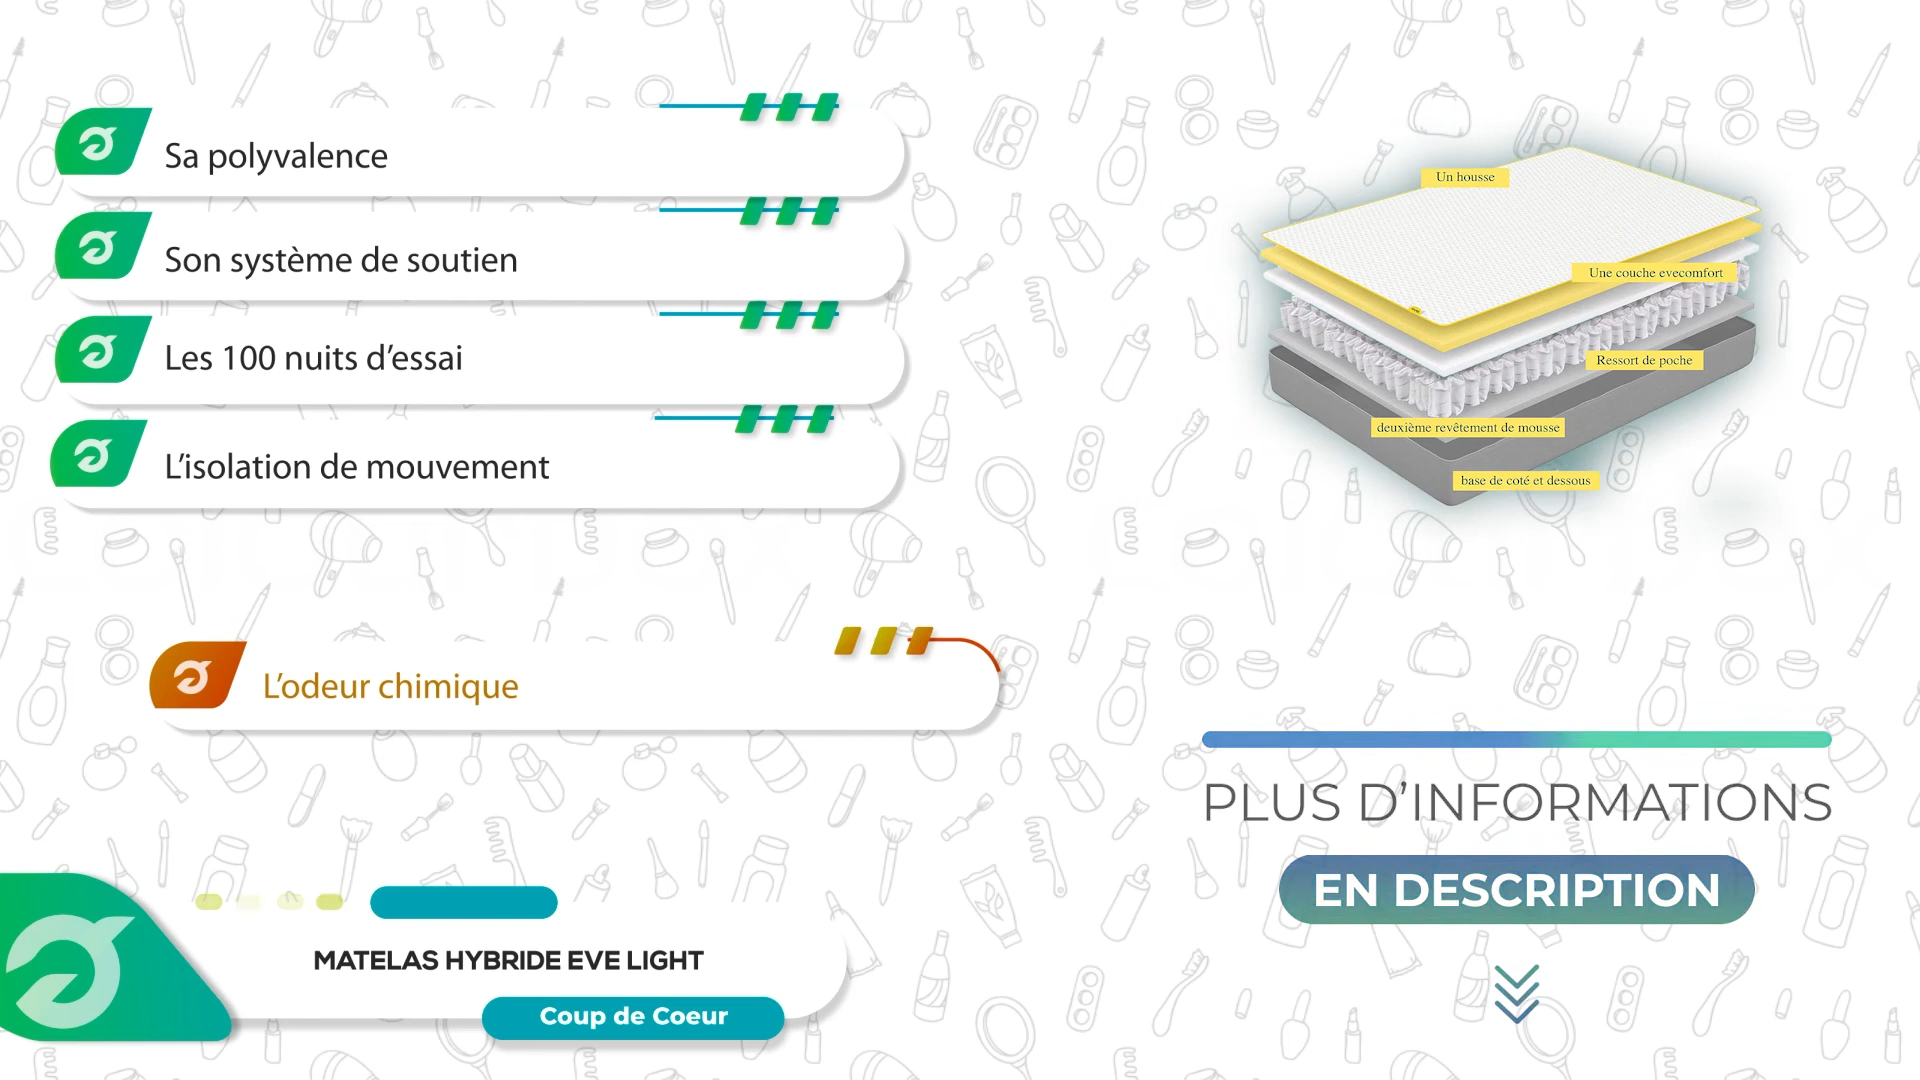 Sa polyvalence
Son système de soutien
Les 100 nuits d’essai
L’isolation de mouvement
L’odeur chimique
MATELAS HYBRIDE EVE LIGHT
Coup de Coeur
Un housse
Une couche evecomfort
Ressort de poche
deuxième revêtement de mousse
base de coté et dessous
PLUS D’INFORMATIONS
EN DESCRIPTION